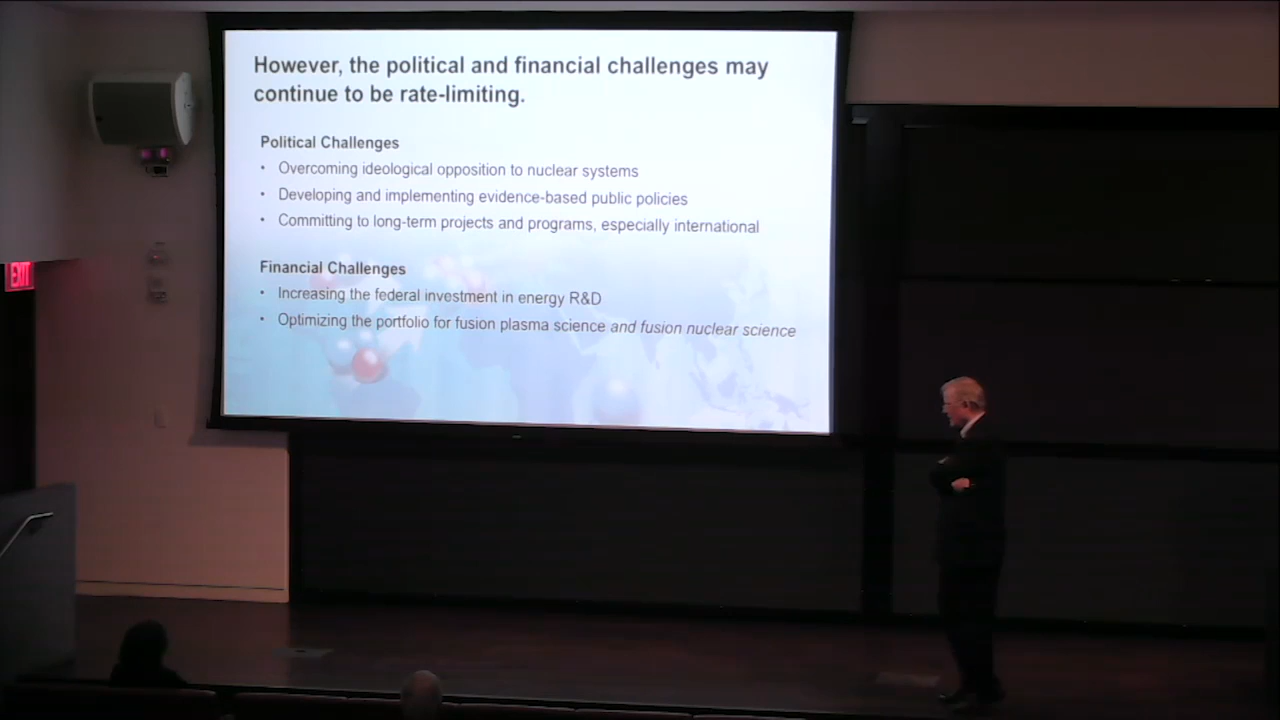 However, the political and financial challenges may
continue to be rate-limiting.
Political Challenges
• Overcoming ideological opposition to nuclear systems
• Developing and implementing evidence-based public policies
• Committing to long-term projects and programs, especially international
Financial Challenges
• Increasing the federal investment in energy R&D
• Optimizing the portfolio for fusion plasma science and fusion nuclear science
EXIT